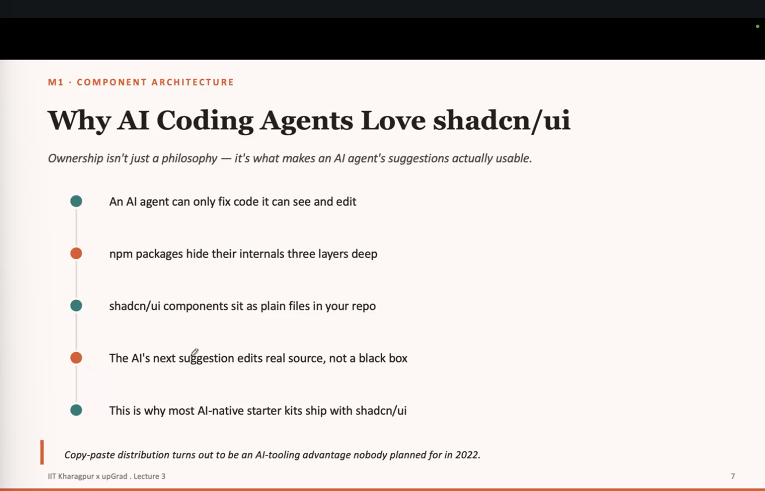 M1 · COMPONENT ARCHITECTURE
Why AI Coding Agents Love shadcn/ui
Ownership isn't just a philosophy — it's what makes an AI agent's suggestions actually usable.
An AI agent can only fix code it can see and edit
npm packages hide their internals three layers deep
shadcn/ui components sit as plain files in your repo
The AI's next suggestion edits real source, not a black box
This is why most AI-native starter kits ship with shadcn/ui
Copy-paste distribution turns out to be an AI-tooling advantage nobody planned for in 2022.
IIT Kharagpur x upGrad . Lecture 3
7